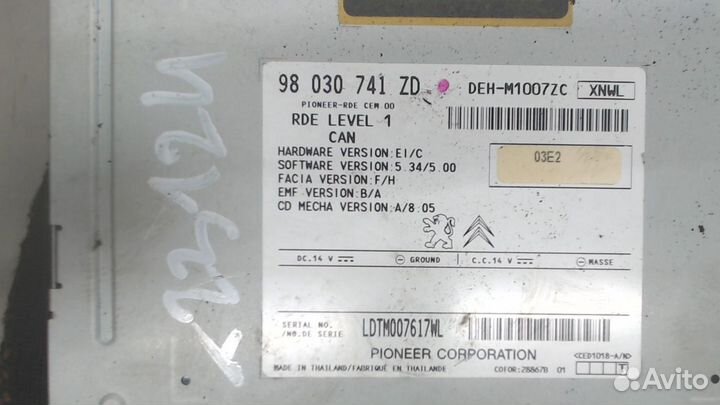 98 030 741 ZD DEH-M1007ZC XNWL
PIONEER-RDE CEM 00
RDE LEVEL 1
CAN
HARDWARE VERSION:EI/C
SOFTWARE VERSION:5.34/5.00
FACIA VERSION:F/H
EMF VERSION:B/A
CD MECHA VERSION:A/8.05
03E2
DC.14 V ⎓ ⊖ GROUND C.C.14 V ⎓ ⊖ MASSE
SERIAL NO.
/NO.DE SERIE LDTM007617WL
PIONEER CORPORATION <CED1018-A/N>
MADE IN THAILAND/FABRIQUÉ EN THAILANDE COFOR:28867B 01 T
Avito